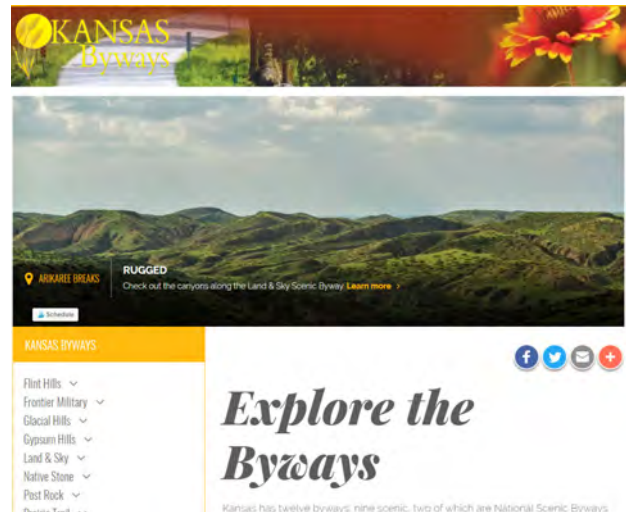 KANSAS
Byways
RUGGED
ARIKAREE BREAKS
Check out the canyons along the Land & Sky Scenic Byway Learn more >
Schedule
KANSAS BYWAYS
Flint Hills
Frontier Military
Glacial Hills
Gypsum Hills
Land & Sky
Native Stone
Post Rock
Prairie Trail
Explore the
Byways
Kansas has twelve byways: nine scenic, two of which are National Scenic Byways